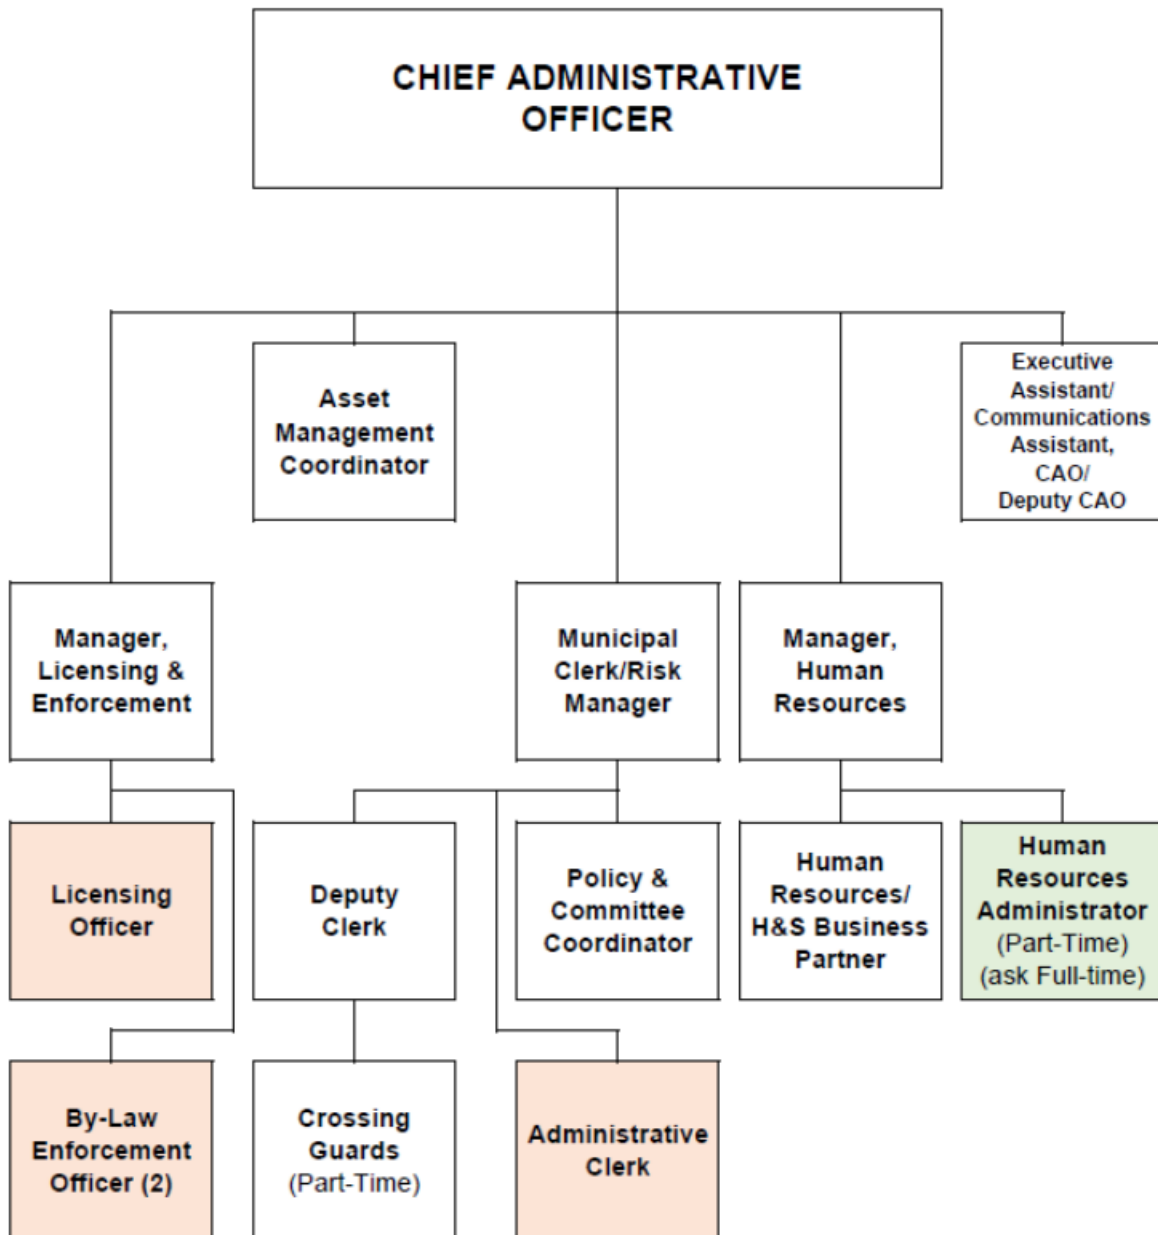 CHIEF ADMINISTRATIVE
OFFICER
Asset
Management
Coordinator
Executive
Assistant/
Communications
Assistant,
CAO/
Deputy CAO
Manager,
Licensing &
Enforcement
Municipal
Clerk/Risk
Manager
Manager,
Human
Resources
Licensing
Officer
Deputy
Clerk
Policy &
Committee
Coordinator
Human
Resources/
H&S Business
Partner
Human
Resources
Administrator
(Part-Time)
(ask Full-time)
By-Law
Enforcement
Officer (2)
Crossing
Guards
(Part-Time)
Administrative
Clerk